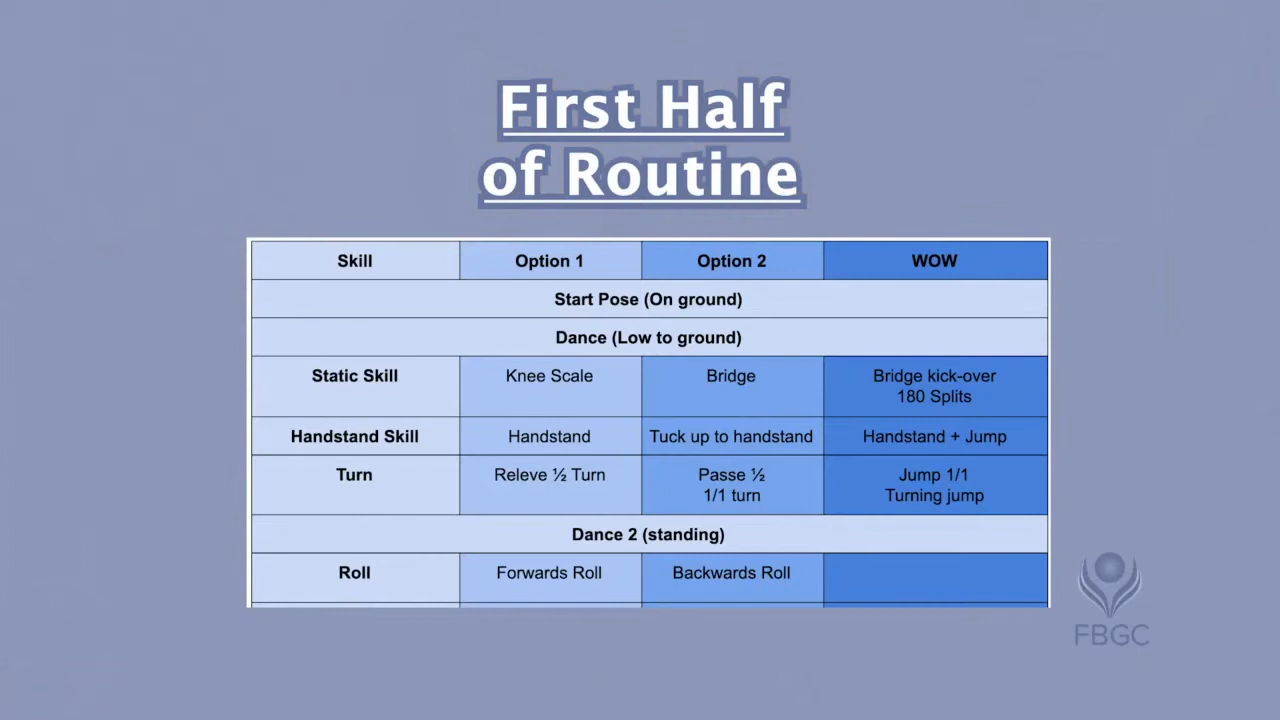 First Half
of Routine
Skill Option 1 Option 2 WOW
Start Pose (On ground)
Dance (Low to ground)
Static Skill Knee Scale Bridge Bridge kick-over
180 Splits
Handstand Skill Handstand Tuck up to handstand Handstand + Jump
Turn Releve ½ Turn Passe ½ Jump 1/1
1/1 turn Turning jump
Dance 2 (standing)
Roll Forwards Roll Backwards Roll
FBGC